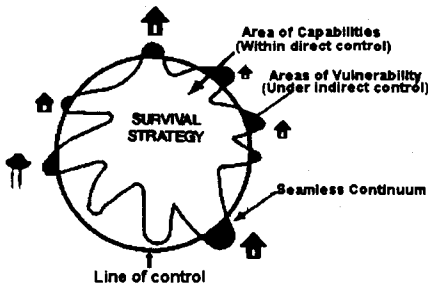 Area of Capabilities
(Within direct control)
Areas of Vulnerability
(Under indirect control)
SURVIVAL
STRATEGY
Seamless Continuum
Line of control